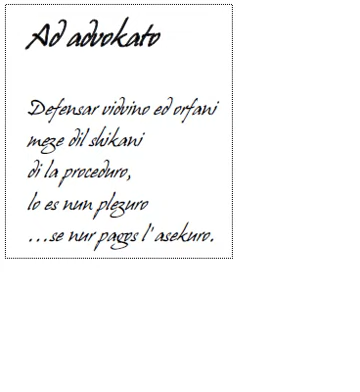 Ad advokato
Defensar vidvino ed orfani
meze dil shikani
di la proceduro,
lo es nun plezuro
...se nur pagos l'asekuro.